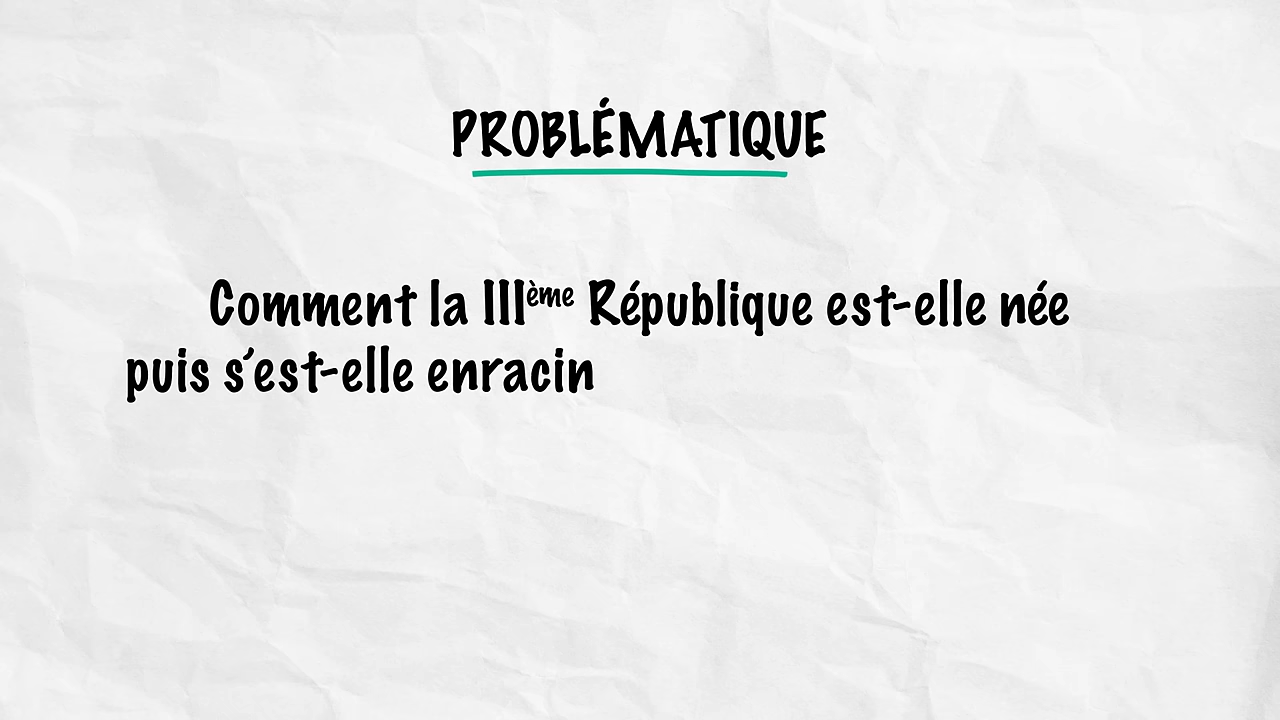 PROBLÉMATIQUE
Comment la IIIème République est-elle née
puis s'est-elle enracin